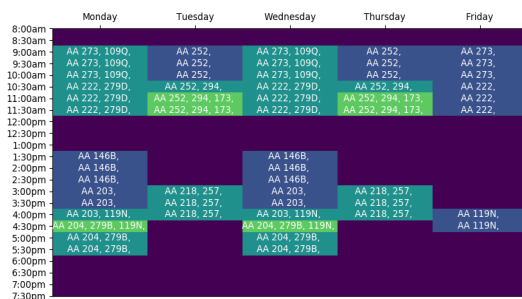 Monday Tuesday Wednesday Thursday Friday
8:00am
8:30am
9:00am AA 273, 109Q, AA 252, AA 273, 109Q, AA 252, AA 273,
9:30am AA 273, 109Q, AA 252, AA 273, 109Q, AA 252, AA 273,
10:00am AA 273, 109Q, AA 252, AA 273, 109Q, AA 252, AA 273,
10:30am AA 222, 279D, AA 252, 294, AA 222, 279D, AA 252, 294, AA 222,
11:00am AA 222, 279D, AA 252, 294, 173, AA 222, 279D, AA 252, 294, 173, AA 222,
11:30am AA 222, 279D, AA 252, 294, 173, AA 222, 279D, AA 252, 294, 173, AA 222,
12:00pm
12:30pm
1:00pm
1:30pm AA 146B, AA 146B,
2:00pm AA 146B, AA 146B,
2:30pm AA 146B, AA 146B,
3:00pm AA 203, AA 218, 257, AA 203, AA 218, 257,
3:30pm AA 203, AA 218, 257, AA 203, AA 218, 257,
4:00pm AA 203, 119N, AA 218, 257, AA 203, 119N, AA 218, 257, AA 119N,
4:30pm AA 204, 279B, 119N, AA 204, 279B, 119N, AA 119N,
5:00pm AA 204, 279B, AA 204, 279B,
5:30pm AA 204, 279B, AA 204, 279B,
6:00pm
6:30pm
7:00pm
7:30pm